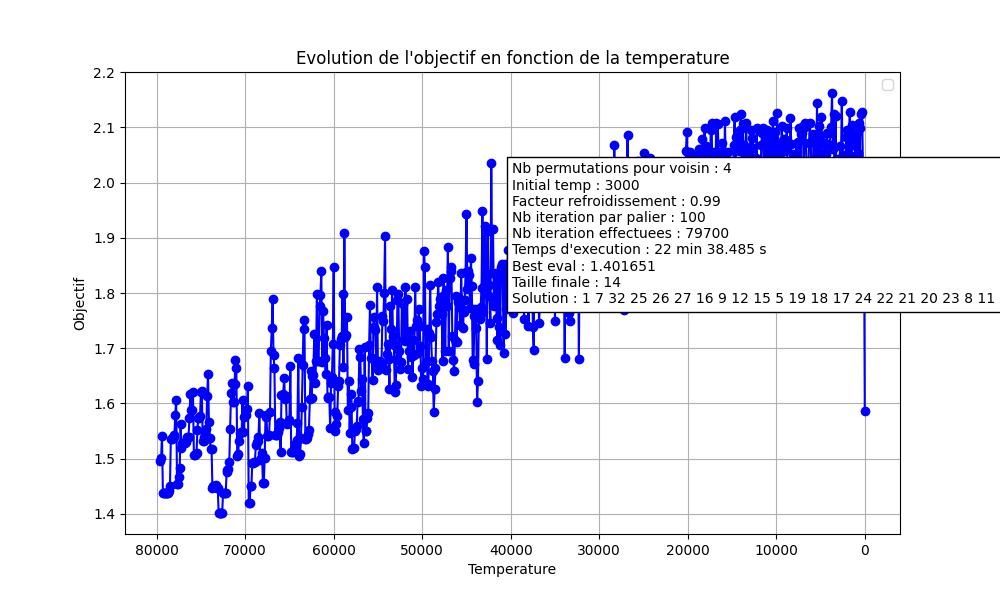 Evolution de l'objectif en fonction de la temperature
2.2
2.1
2.0
1.9
1.8
1.7
1.6
1.5
1.4
Objectif
Nb permutations pour voisin : 4
Initial temp : 3000
Facteur refroidissement : 0.99
Nb iteration par palier : 100
Nb iteration effectuees : 79700
Temps d'execution : 22 min 38.485 s
Best eval : 1.401651
Taille finale : 14
Solution : 1 7 32 25 26 27 16 9 12 15 5 19 18 17 24 22 21 20 23 8 11
80000 70000 60000 50000 40000 30000 20000 10000 0
Temperature